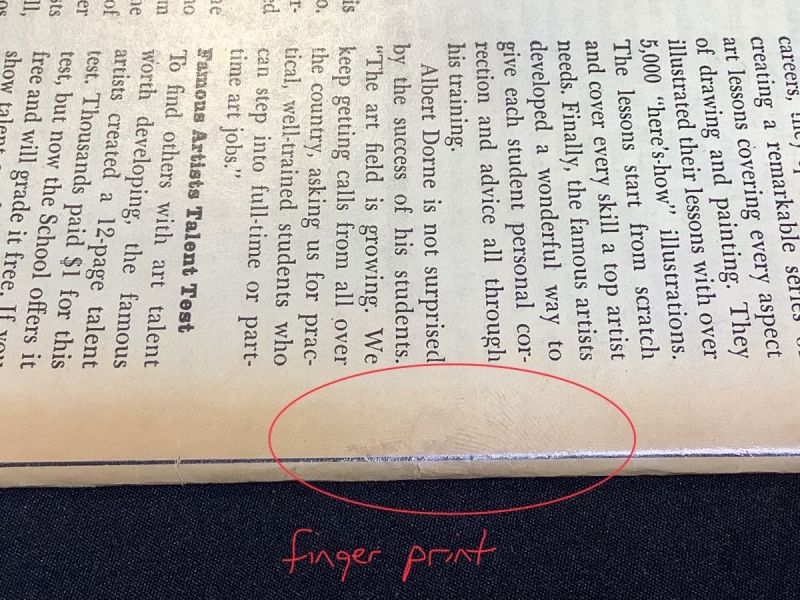 careers, they
creating a remarkable series of
art lessons covering every aspect
of drawing and painting. They
illustrated their lessons with over
5,000 "here's-how" illustrations.
The lessons start from scratch
and cover every skill a top artist
needs. Finally, the famous artists
developed a wonderful way to
give each student personal cor-
rection and advice all through
his training.
Albert Dorne is not surprised
by the success of his students.
"The art field is growing. We
keep getting calls from all over
the country, asking us for prac-
tical, well-trained students who
can step into full-time or part-
time art jobs."
Famous Artists Talent Test
To find others with art talent
worth developing, the famous
artists created a 12-page talent
test. Thousands paid $1 for this
test, but now the School offers it
free and will grade it free. If you
show talent
finger print